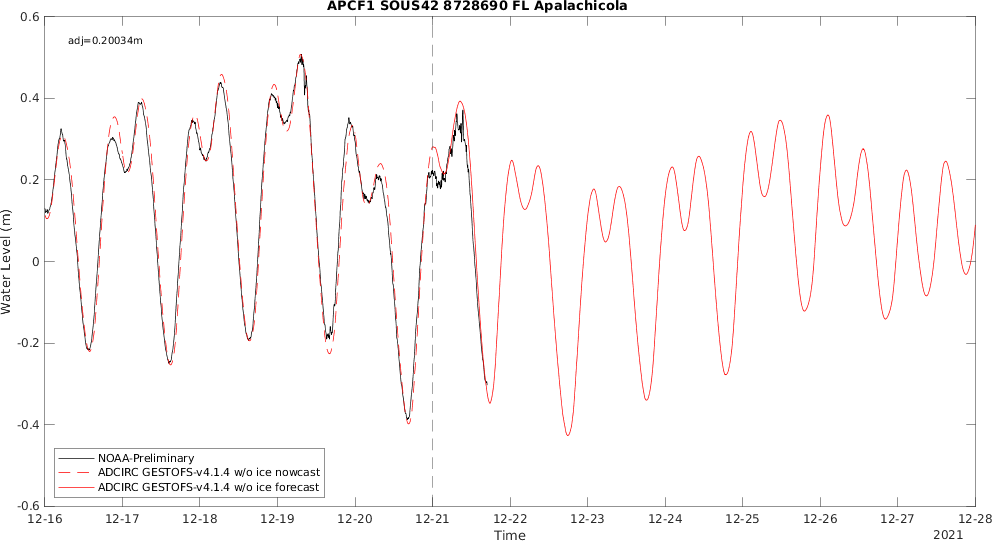 APCF1 SOUS42 8728690 FL Apalachicola
adj=0.20034m
0.6
0.4
0.2
0
-0.2
-0.4
-0.6
Water Level (m)
NOAA-Preliminary
ADCIRC GESTOFS-v4.1.4 w/o ice nowcast
ADCIRC GESTOFS-v4.1.4 w/o ice forecast
12-16 12-17 12-18 12-19 12-20 12-21 12-22 12-23 12-24 12-25 12-26 12-27 12-28
Time
2021